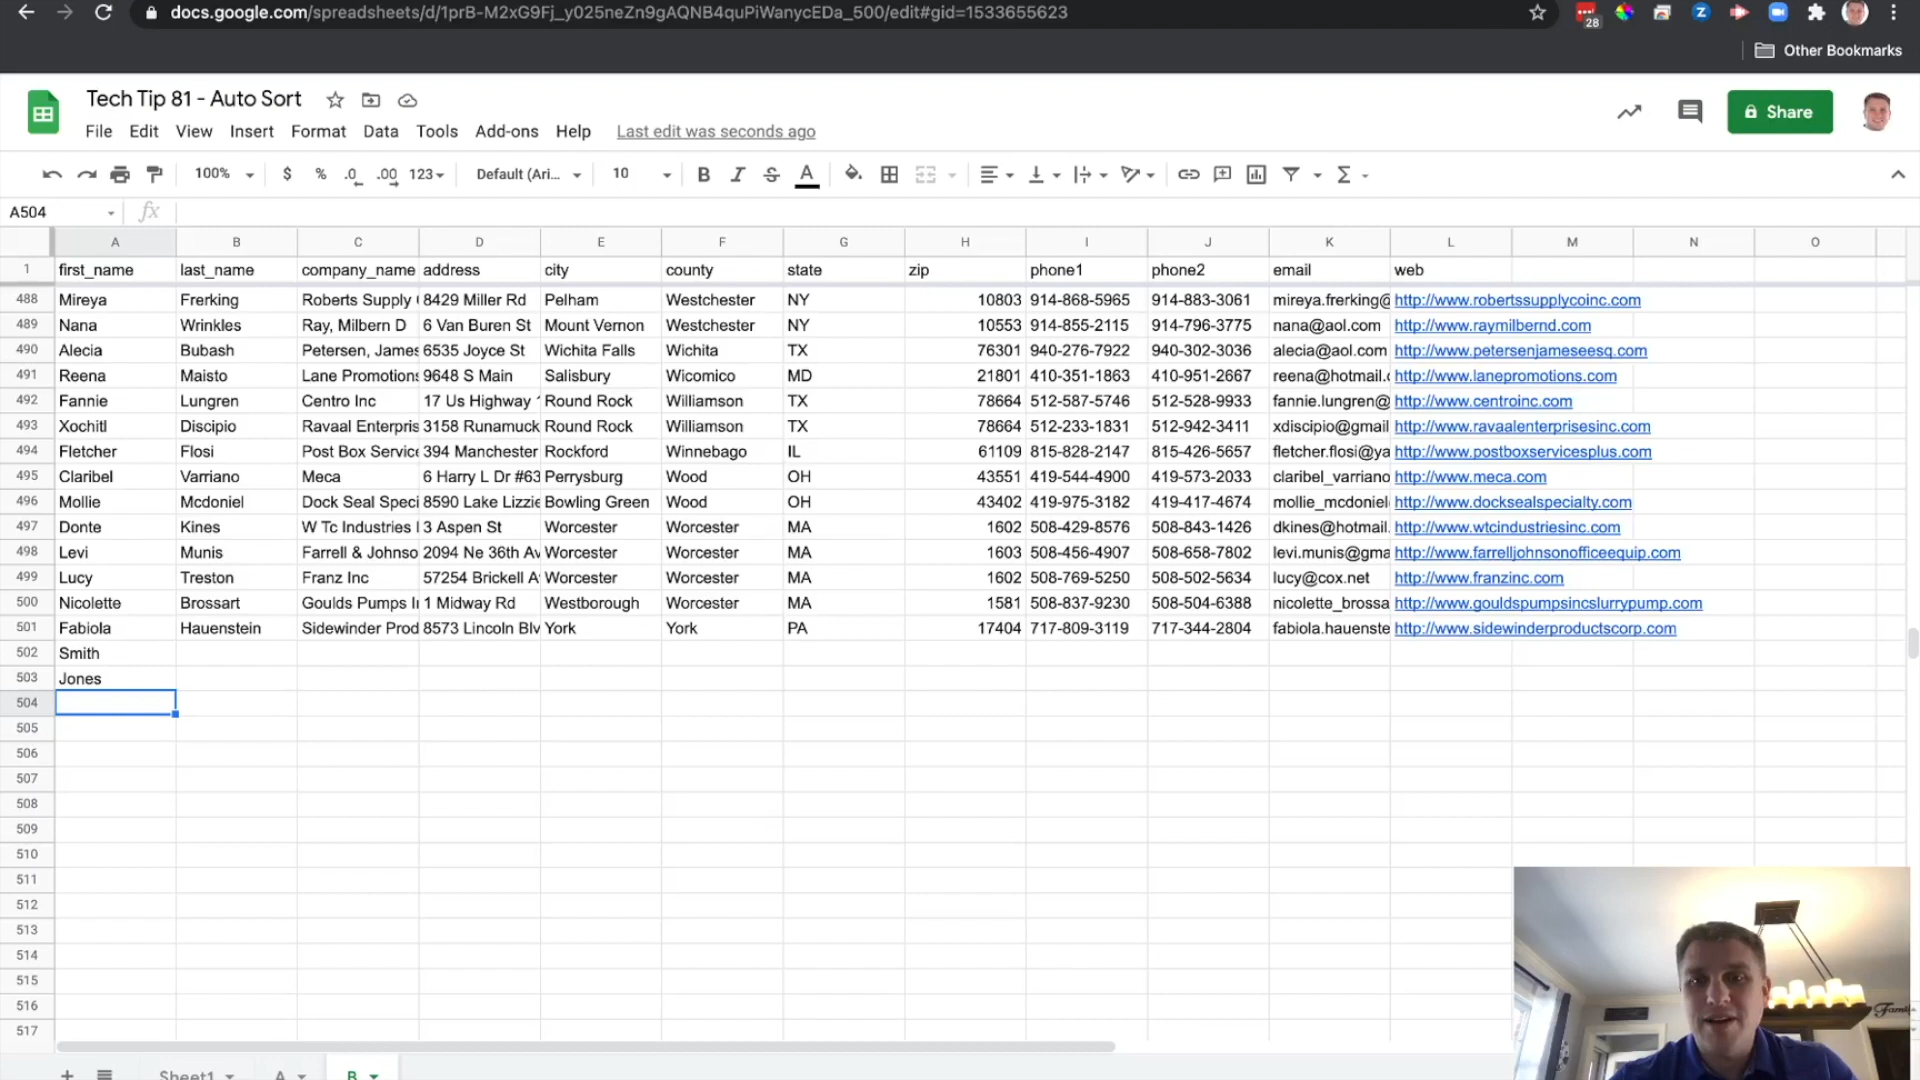 docs.google.com/spreadsheets/d/1prB-M2xG9Fj_y025neZn9gAQNB4quPiWanycEDa_500/edit#gid=1533655623
28
Other Bookmarks
Tech Tip 81 - Auto Sort
File Edit View Insert Format Data Tools Add-ons Help Last edit was seconds ago
Share
100% $ % .0 .00 123 Default (Ari... 10 B I S A
A504 fx
A B C D E F G H I J K L M N O
1 first_name last_name company_name address city county state zip phone1 phone2 email web
488 Mireya Frerking Roberts Supply 8429 Miller Rd Pelham Westchester NY 10803 914-868-5965 914-883-3061 mireya.frerking@ http://www.robertssupplycoinc.com
489 Nana Wrinkles Ray, Milbern D 6 Van Buren St Mount Vernon Westchester NY 10553 914-855-2115 914-796-3775 nana@aol.com http://www.raymilbernd.com
490 Alecia Bubash Petersen, James 6535 Joyce St Wichita Falls Wichita TX 76301 940-276-7922 940-302-3036 alecia@aol.com http://www.petersenjameseesq.com
491 Reena Maisto Lane Promotions 9648 S Main Salisbury Wicomico MD 21801 410-351-1863 410-951-2667 reena@hotmail. http://www.lanepromotions.com
492 Fannie Lungren Centro Inc 17 Us Highway Round Rock Williamson TX 78664 512-587-5746 512-528-9933 fannie.lungren@ http://www.centroinc.com
493 Xochitl Discipio Ravaal Enterpris 3158 Runamuck Round Rock Williamson TX 78664 512-233-1831 512-942-3411 xdiscipio@gmail http://www.ravaalenterprisesinc.com
494 Fletcher Flosi Post Box Service 394 Manchester Rockford Winnebago IL 61109 815-828-2147 815-426-5657 fletcher.flosi@ya http://www.postboxservicesplus.com
495 Claribel Varriano Meca 6 Harry L Dr #63 Perrysburg Wood OH 43551 419-544-4900 419-573-2033 claribel_varriano http://www.meca.com
496 Mollie Mcdoniel Dock Seal Speci 8590 Lake Lizzie Bowling Green Wood OH 43402 419-975-3182 419-417-4674 mollie_mcdoniel http://www.docksealspecialty.com
497 Donte Kines W Tc Industries 3 Aspen St Worcester Worcester MA 1602 508-429-8576 508-843-1426 dkines@hotmail. http://www.wtcindustriesinc.com
498 Levi Munis Farrell & Johnso 2094 Ne 36th Av Worcester Worcester MA 1603 508-456-4907 508-658-7802 levi.munis@gma http://www.farrelljohnsonofficeequip.com
499 Lucy Treston Franz Inc 57254 Brickell A Worcester Worcester MA 1602 508-769-5250 508-502-5634 lucy@cox.net http://www.franzinc.com
500 Nicolette Brossart Goulds Pumps I 1 Midway Rd Westborough Worcester MA 1581 508-837-9230 508-504-6388 nicolette_brossa http://www.gouldspumpsincslurrypump.com
501 Fabiola Hauenstein Sidewinder Prod 8573 Lincoln Blv York York PA 17404 717-809-3119 717-344-2804 fabiola.hauenste http://www.sidewinderproductscorp.com
502 Smith
503 Jones
504
505
506
507
508
509
510
511
512
513
514
515
516
517
Sheet1 A B